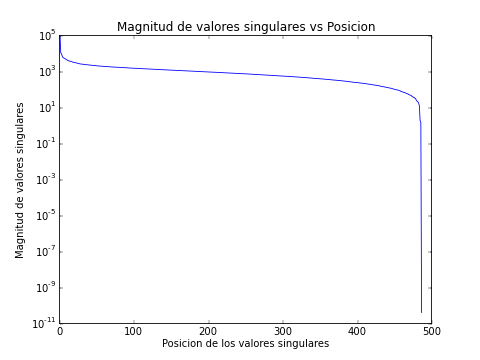 Magnitud de valores singulares vs Posicion
Magnitud de valores singulares
10^5
10^3
10^1
10^-1
10^-3
10^-5
10^-7
10^-9
10^-11
0 100 200 300 400 500
Posicion de los valores singulares